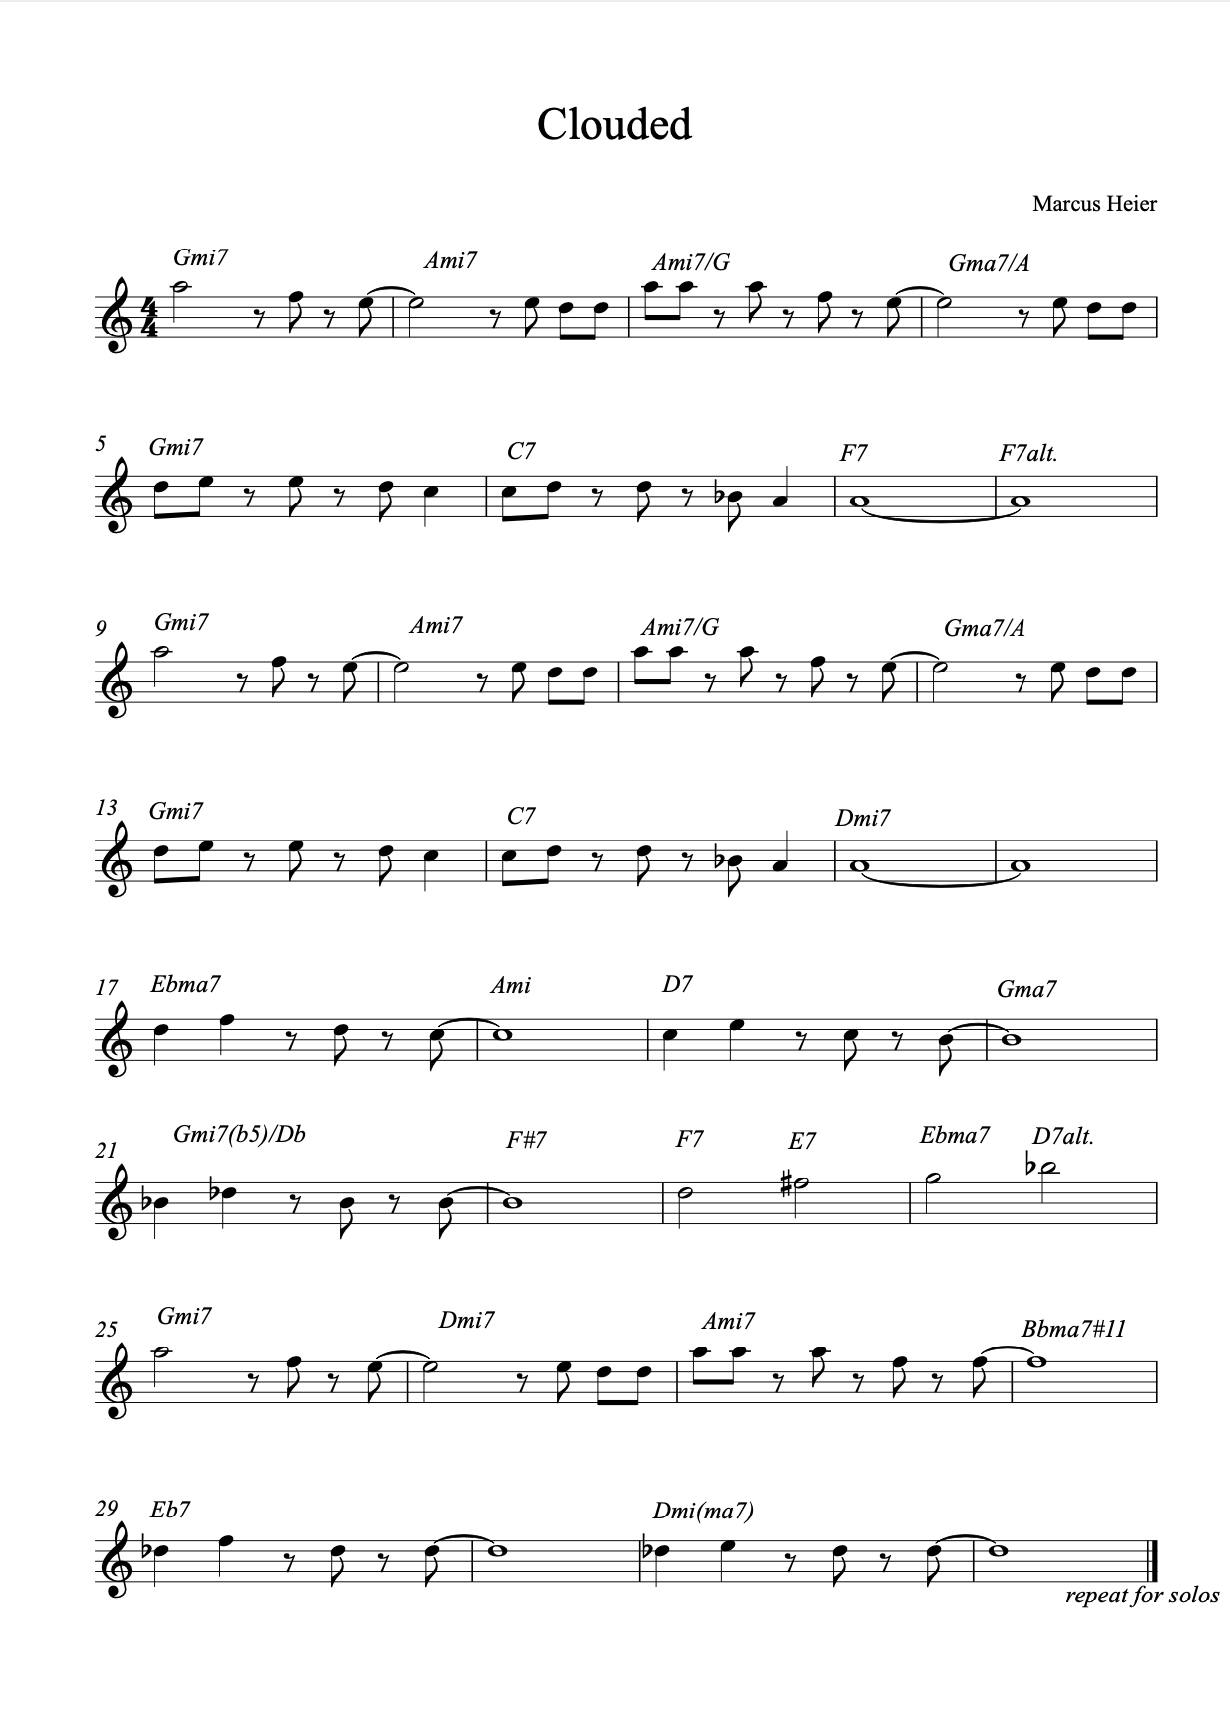 Clouded
Marcus Heier
Gmi7 Ami7 Ami7/G Gma7/A
4
4
5 Gmi7 C7 F7 F7alt.
9 Gmi7 Ami7 Ami7/G Gma7/A
13 Gmi7 C7 Dmi7
17 Ebma7 Ami D7 Gma7
21 Gmi7(b5)/Db F#7 F7 E7 Ebma7 D7alt.
25 Gmi7 Dmi7 Ami7 Bbma7#11
29 Eb7 Dmi(ma7)
repeat for solos